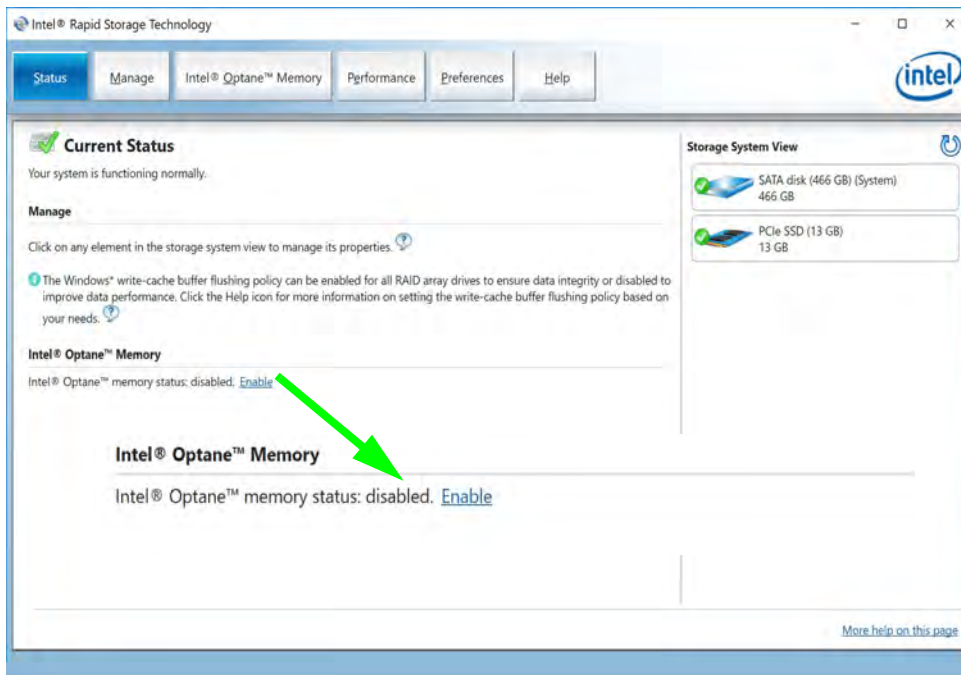 Intel® Rapid Storage Technology
Status
Manage
Intel® Optane™ Memory
Performance
Preferences
Help
intel
Current Status
Your system is functioning normally.
Manage
Click on any element in the storage system view to manage its properties. ?
The Windows* write-cache buffer flushing policy can be enabled for all RAID array drives to ensure data integrity or disabled to
improve data performance. Click the Help icon for more information on setting the write-cache buffer flushing policy based on
your needs. ?
Intel® Optane™ Memory
Intel® Optane™ memory status: disabled. Enable
Intel® Optane™ Memory
Intel® Optane™ memory status: disabled. Enable
Storage System View
SATA disk (466 GB) (System)
466 GB
PCIe SSD (13 GB)
13 GB
More help on this page